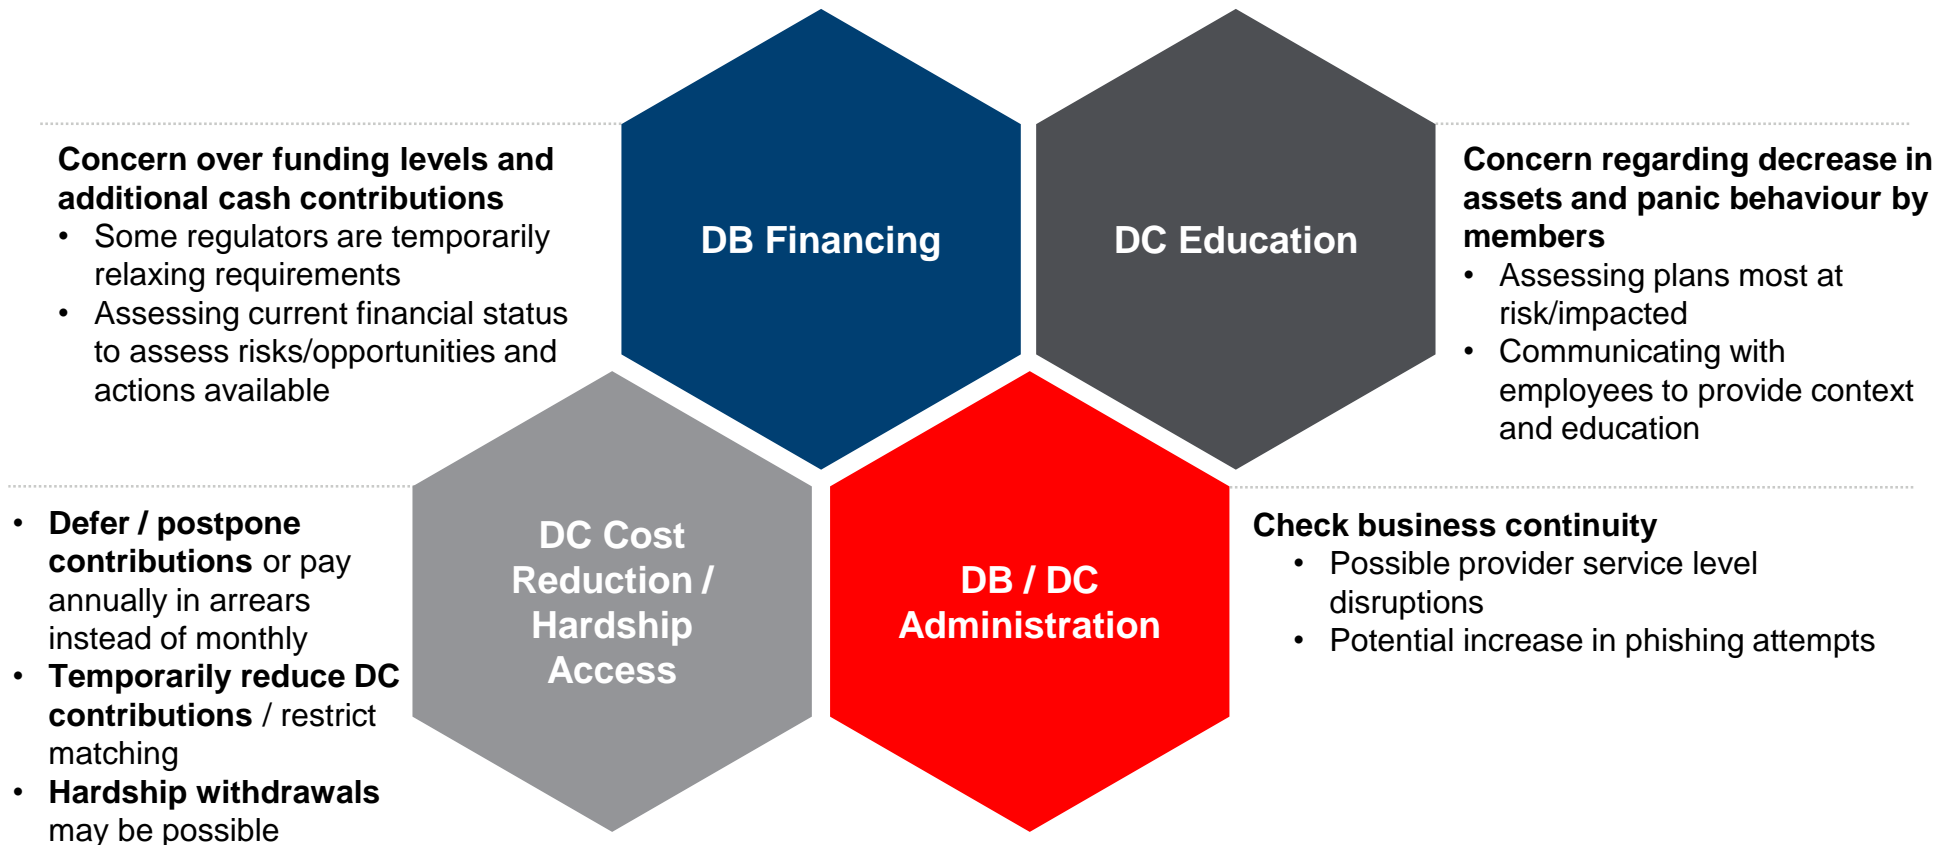 Concern over funding levels and
additional cash contributions
• Some regulators are temporarily
relaxing requirements
• Assessing current financial status
to assess risks/opportunities and
actions available
DB Financing
DC Education
Concern regarding decrease in
assets and panic behaviour by
members
• Assessing plans most at
risk/impacted
• Communicating with
employees to provide context
and education
• Defer / postpone
contributions or pay
annually in arrears
instead of monthly
• Temporarily reduce DC
contributions / restrict
matching
• Hardship withdrawals
may be possible
DC Cost
Reduction /
Hardship
Access
DB / DC
Administration
Check business continuity
• Possible provider service level
disruptions
• Potential increase in phishing attempts